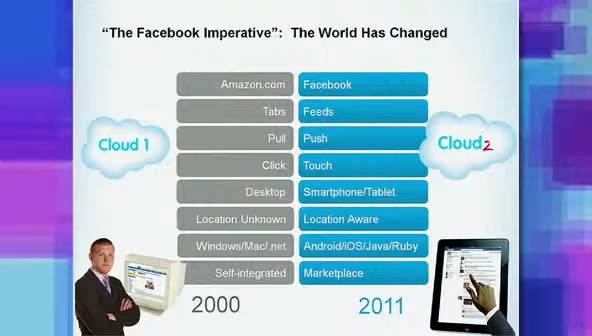 “The Facebook Imperative”: The World Has Changed
Amazon.com Facebook
Tabs Feeds
Pull Push
Click Touch
Desktop Smartphone/Tablet
Location Unknown Location Aware
Windows/Mac/.net Android/iOS/Java/Ruby
Self-integrated Marketplace
Cloud 1
Cloud2
2000 2011